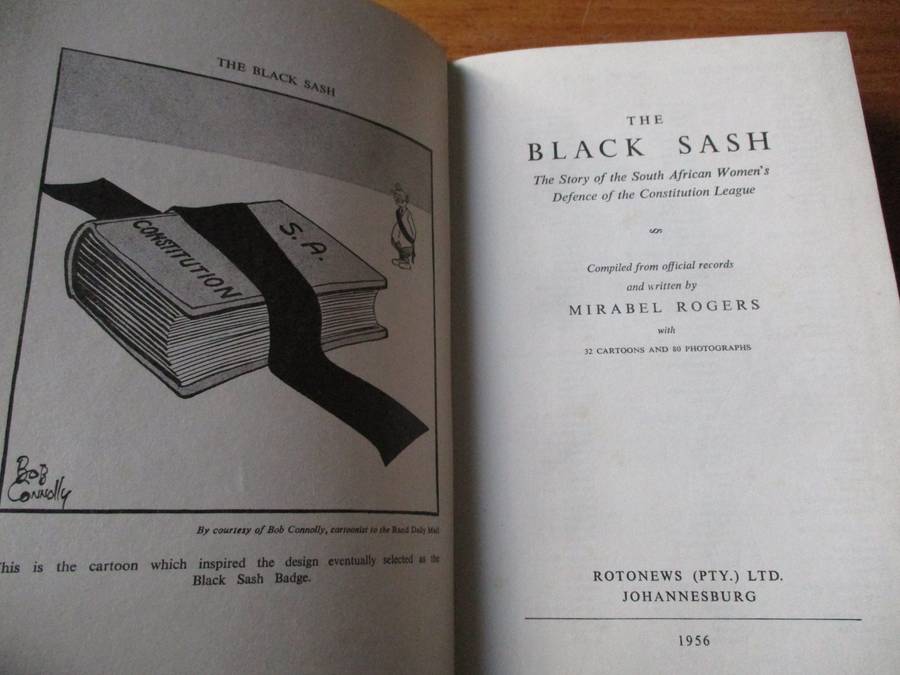 THE BLACK SASH
CONSTITUTION
S. A.
Bob
Connolly
By courtesy of Bob Connolly, cartoonist to the Rand Daily Mail
his is the cartoon which inspired the design eventually selected as the
Black Sash Badge.
THE
BLACK SASH
The Story of the South African Women's
Defence of the Constitution League
Compiled from official records
and written by
MIRABEL ROGERS
with
32 CARTOONS AND 80 PHOTOGRAPHS
ROTONEWS (PTY.) LTD.
JOHANNESBURG
1956